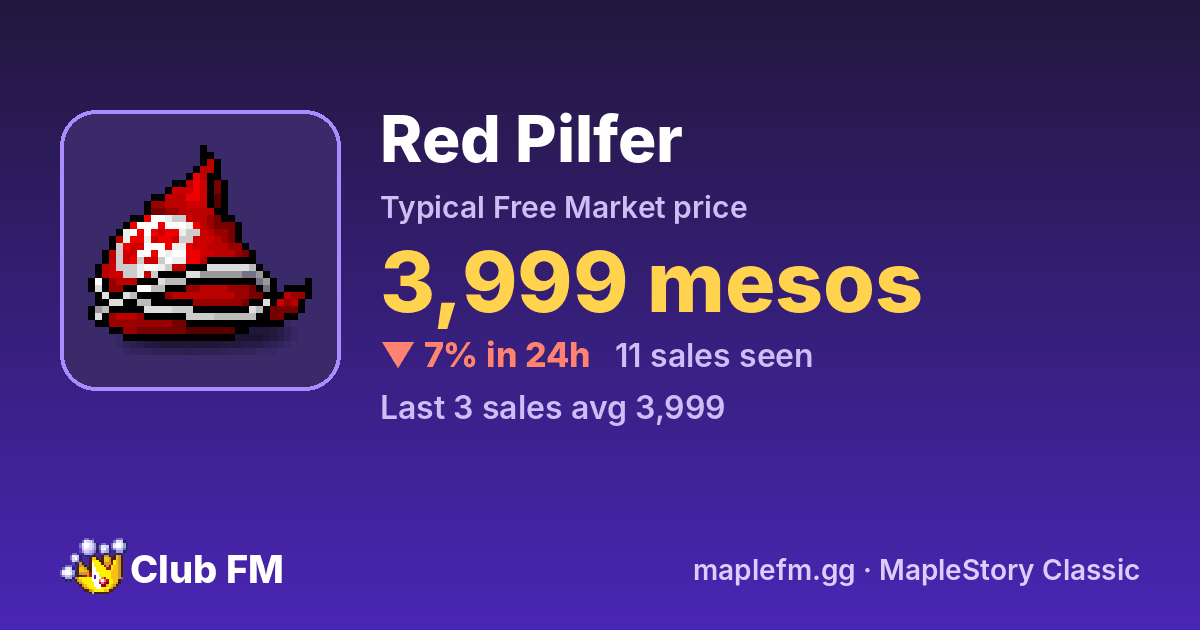 Red Pilfer
Typical Free Market price
3,999 mesos
▼ 7% in 24h 11 sales seen
Last 3 sales avg 3,999
Club FM
maplefm.gg · MapleStory Classic